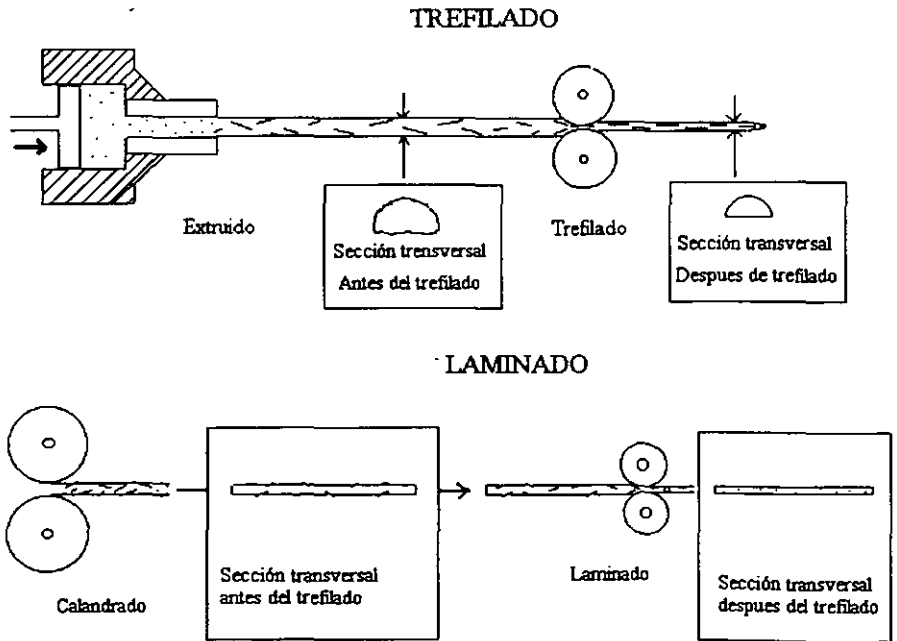 TREFILADO
Extruido
Sección trensversal
Antes del trefilado
Trefilado
Sección transversal
Despues de trefilado
LAMINADO
Calandrado
Sección transversal
antes del trefilado
Laminado
Sección transversal
despues del trefilado